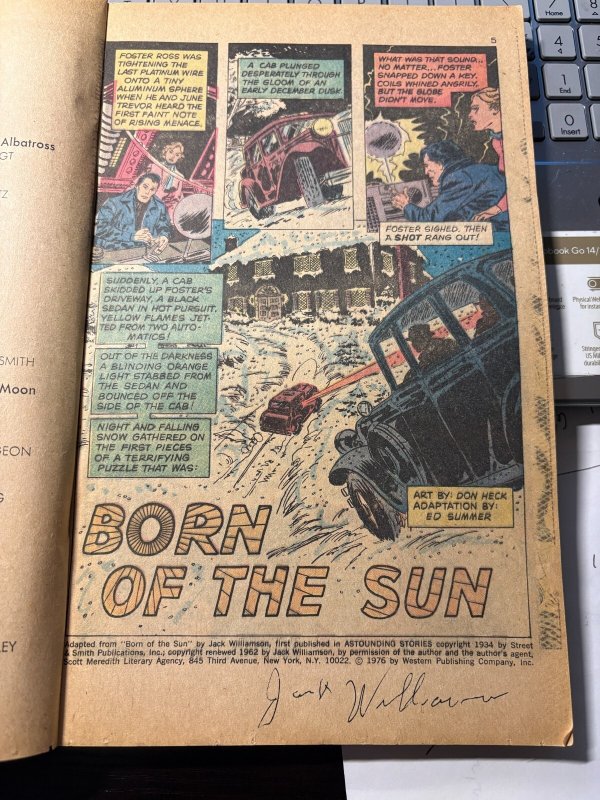 5
FOSTER ROSS WAS
TIGHTENING THE
LAST PLATINUM WIRE
ONTO A TINY
ALUMINUM SPHERE
WHEN HE AND JUNE
TREVOR HEARD THE
FIRST FAINT NOTE
OF RISING MENACE.
A CAB PLUNGED
DESPERATELY THROUGH
THE GLOOM OF AN
EARLY DECEMBER DUSK.
WHAT WAS THAT SOUND...
NO MATTER... FOSTER
SNAPPED DOWN A KEY.
COILS WHINED ANGRILY,
BUT THE GLOBE
DIDN'T MOVE.
FOSTER SIGHED. THEN
A SHOT RANG OUT!
SUDDENLY, A CAB
SKIDDED UP FOSTER'S
DRIVEWAY, A BLACK
SEDAN IN HOT PURSUIT.
YELLOW FLAMES JET-
TED FROM TWO AUTO-
MATICS!
OUT OF THE DARKNESS
A BLINDING ORANGE
LIGHT STABBED FROM
THE SEDAN AND
BOUNCED OFF THE
SIDE OF THE CAB!
NIGHT AND FALLING
SNOW GATHERED ON
THE FIRST PIECES
OF A TERRIFYING
PUZZLE THAT WAS:
ART BY: DON HECK
ADAPTATION BY:
ED SUMMER
BORN
OF THE SUN
Adapted from "Born of the Sun" by Jack Williamson, first published in ASTOUNDING STORIES copyright 1934 by Street
& Smith Publications, Inc.; copyright renewed 1962 by Jack Williamson, by permission of the author and the author's agent,
Scott Meredith Literary Agency, 845 Third Avenue, New York, N.Y. 10022. © 1976 by Western Publishing Company, Inc.
Jack Williamson
Albatross
GT
TZ
SMITH
Moon
GEON
G
LEY
Home
4
1
End
0
Insert
book Go 14/